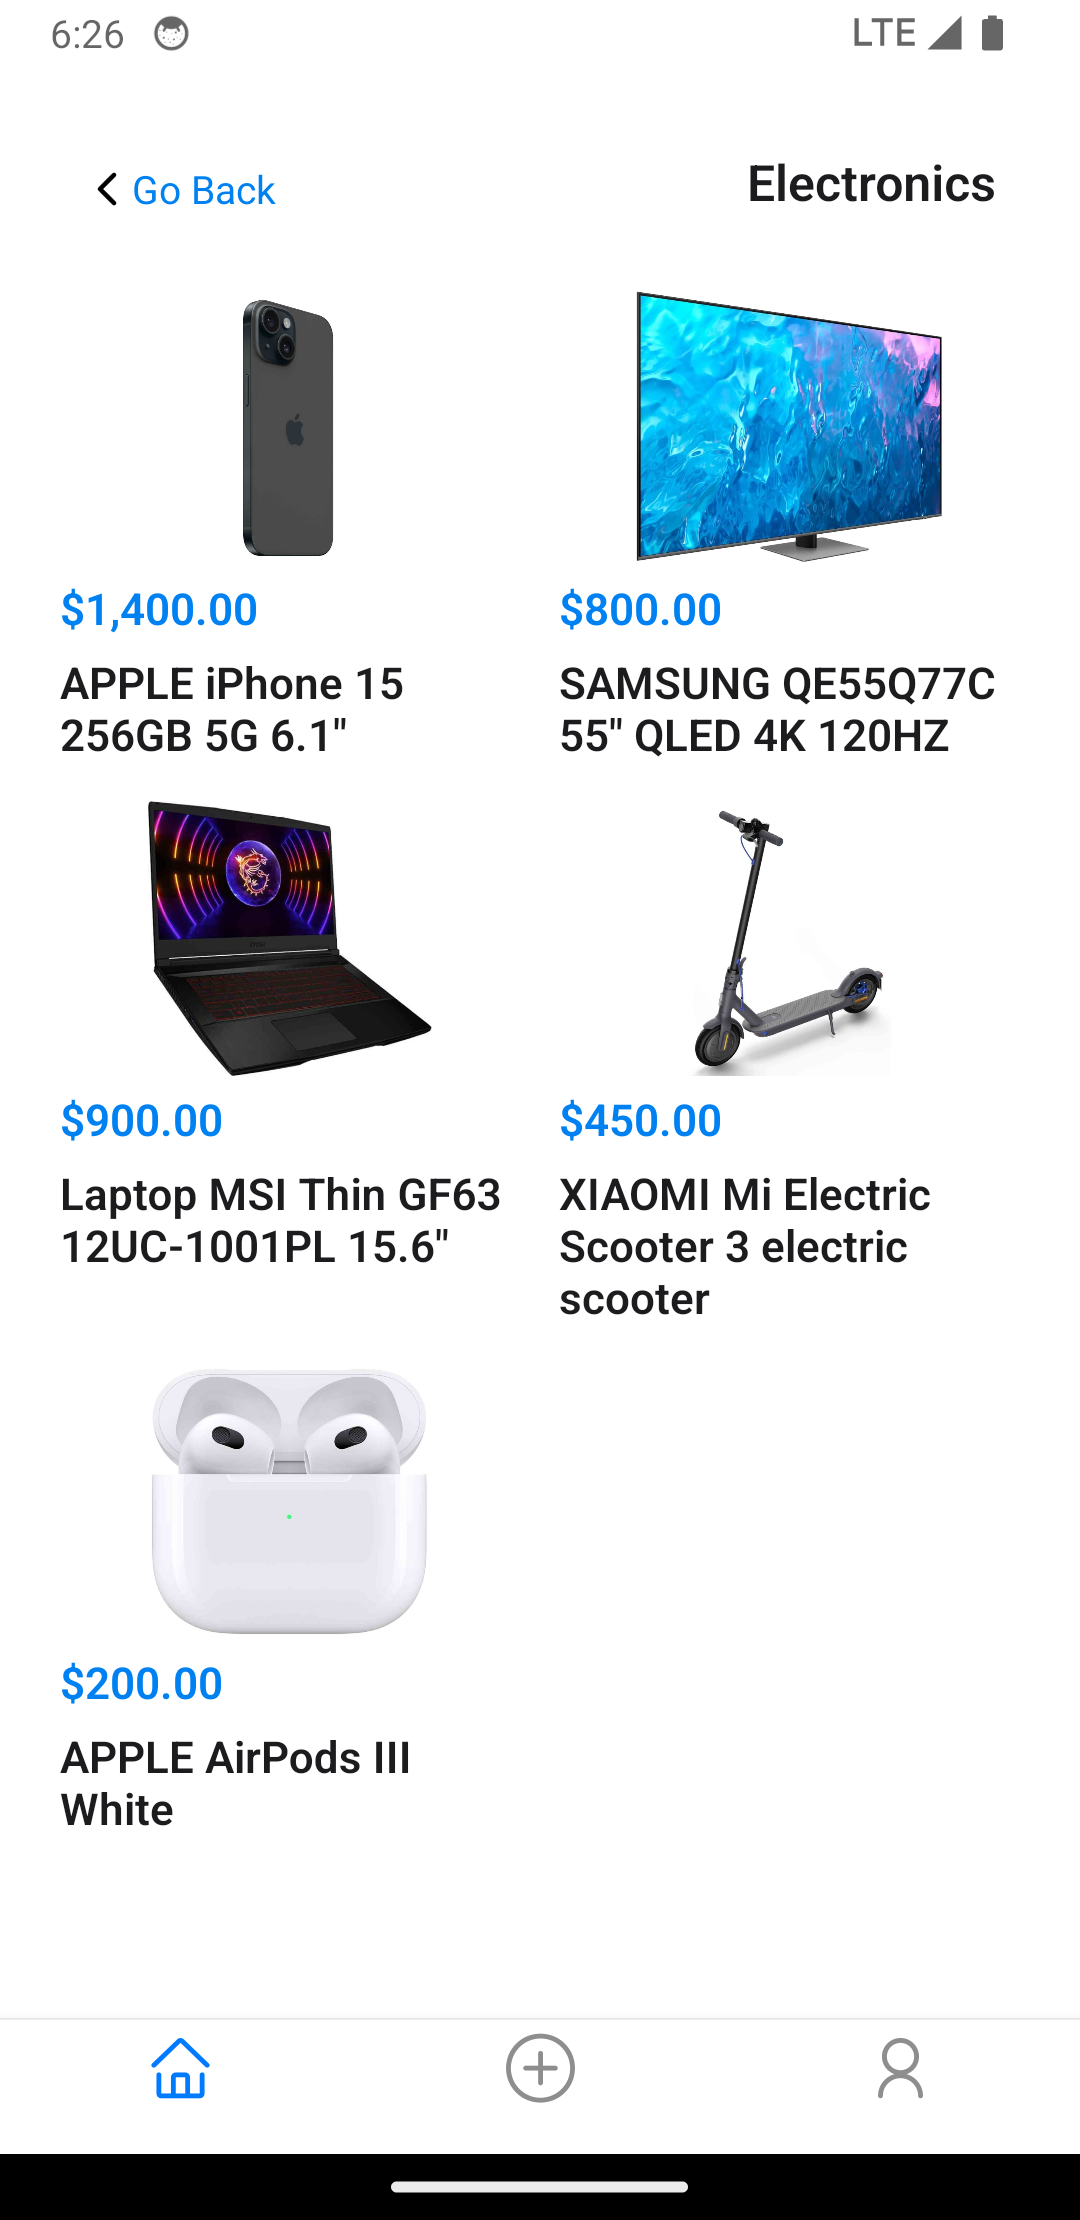 6:26
LTE
Go Back
Electronics
$1,400.00
APPLE iPhone 15
256GB 5G 6.1"
$800.00
SAMSUNG QE55Q77C
55" QLED 4K 120HZ
$900.00
Laptop MSI Thin GF63
12UC-1001PL 15.6"
$450.00
XIAOMI Mi Electric
Scooter 3 electric
scooter
$200.00
APPLE AirPods III
White